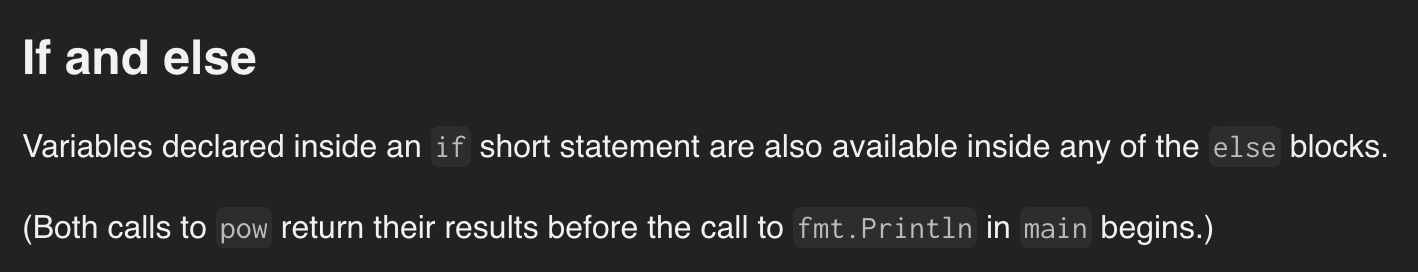 If and else
Variables declared inside an if short statement are also available inside any of the else blocks.
(Both calls to pow return their results before the call to fmt.Println in main begins.)